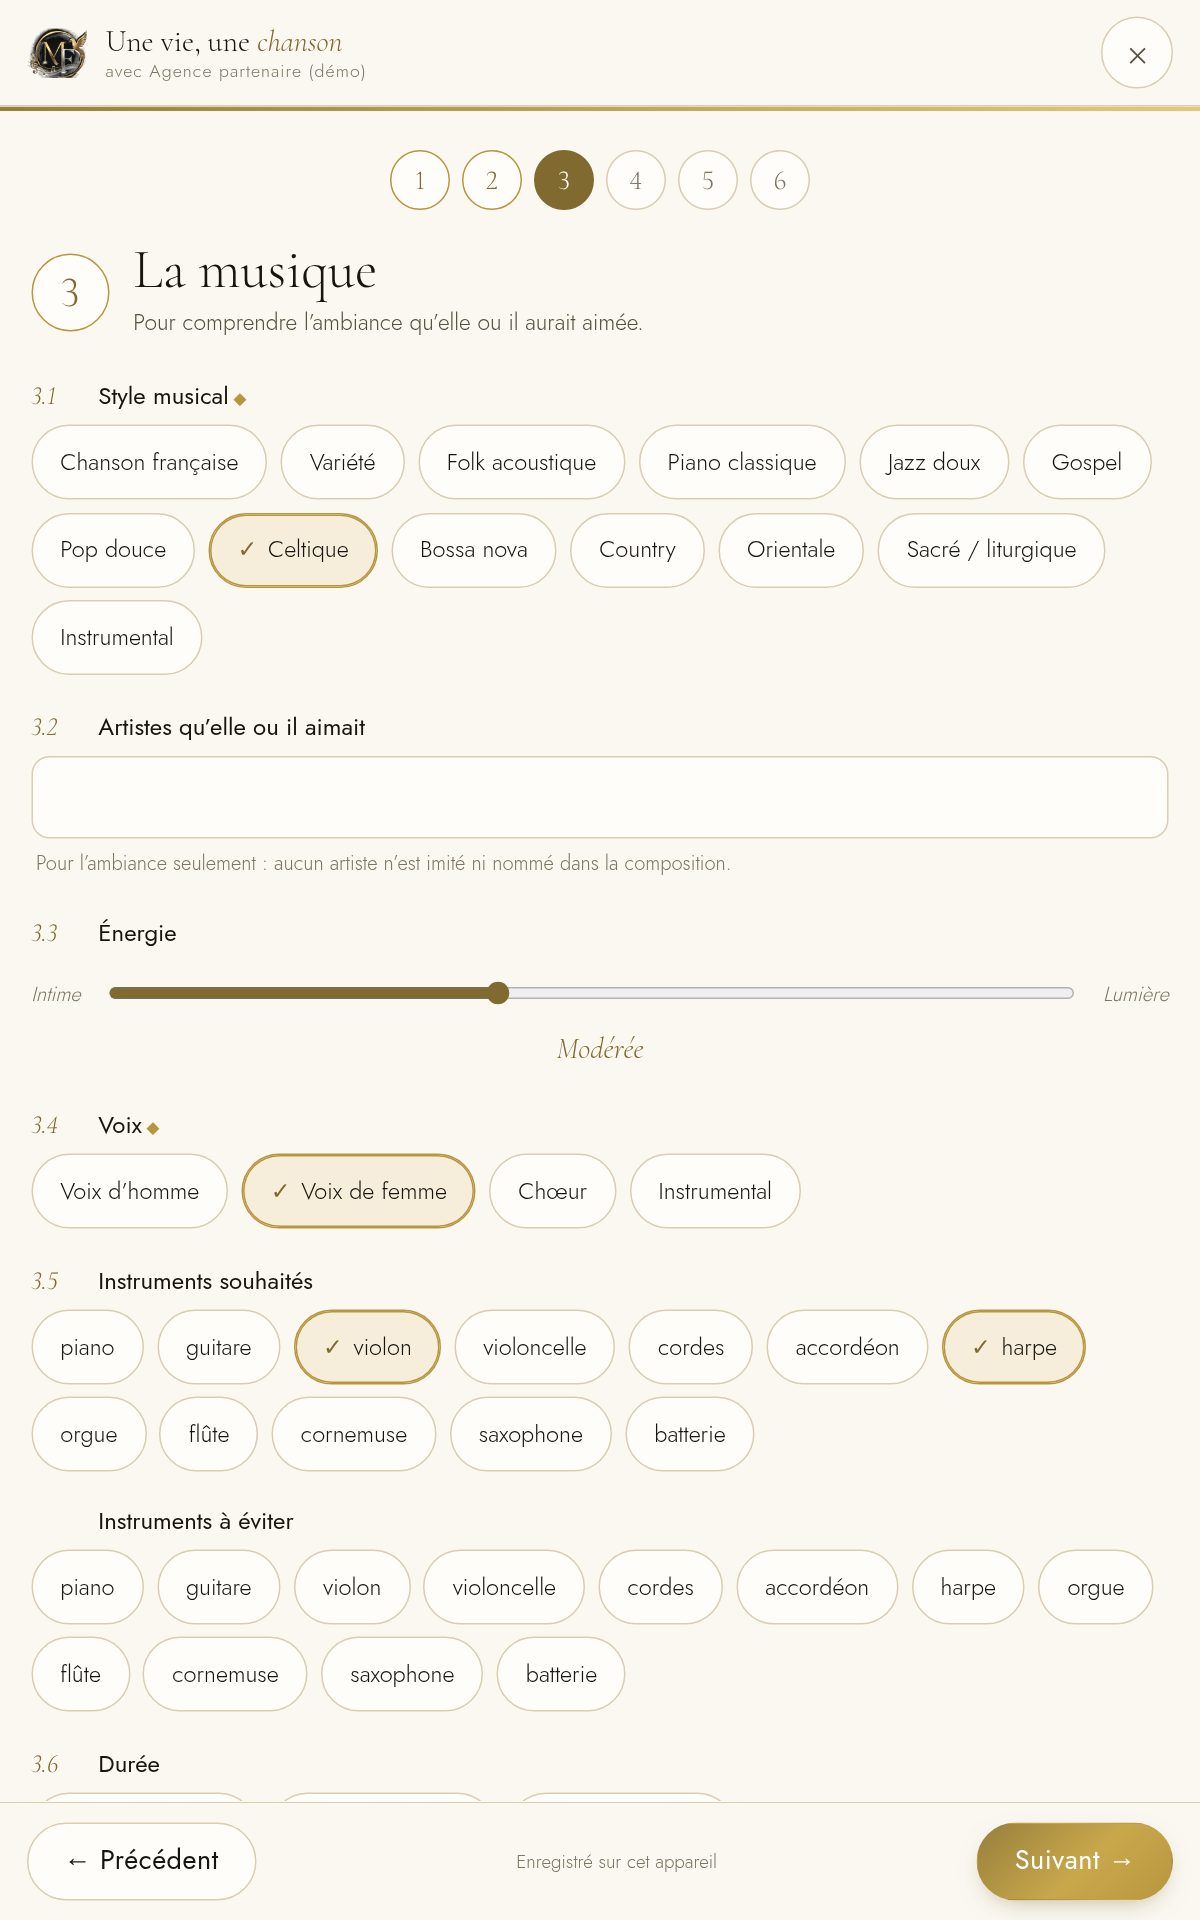 MF
Une vie, une chanson
avec Agence partenaire (démo)
×
1 2 3 4 5 6
3
La musique
Pour comprendre l’ambiance qu’elle ou il aurait aimée.
3.1 Style musical ◆
Chanson française Variété Folk acoustique Piano classique Jazz doux Gospel
Pop douce ✓ Celtique Bossa nova Country Orientale Sacré / liturgique
Instrumental
3.2 Artistes qu’elle ou il aimait
Pour l’ambiance seulement : aucun artiste n’est imité ni nommé dans la composition.
3.3 Énergie
Intime Lumière
Modérée
3.4 Voix ◆
Voix d’homme ✓ Voix de femme Chœur Instrumental
3.5 Instruments souhaités
piano guitare ✓ violon violoncelle cordes accordéon ✓ harpe
orgue flûte cornemuse saxophone batterie
Instruments à éviter
piano guitare violon violoncelle cordes accordéon harpe orgue
flûte cornemuse saxophone batterie
3.6 Durée
← Précédent Enregistré sur cet appareil Suivant →